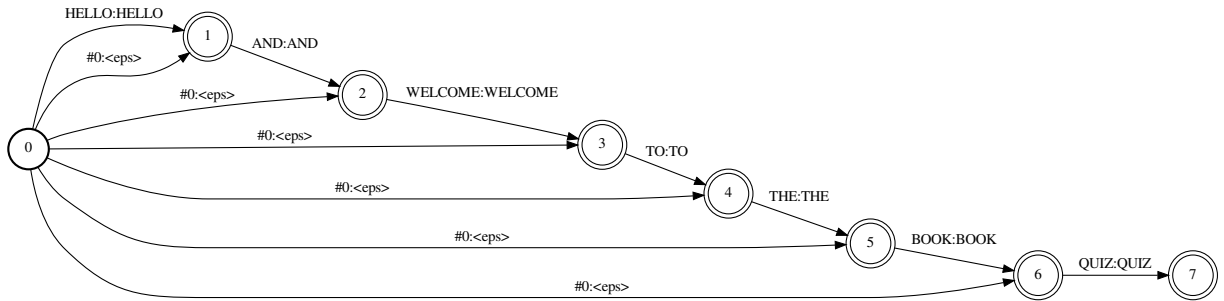 HELLO:HELLO
#0:<eps>
1
AND:AND
#0:<eps>
2
WELCOME:WELCOME
0
#0:<eps>
3
TO:TO
#0:<eps>
4
THE:THE
#0:<eps>
5
BOOK:BOOK
#0:<eps>
6
QUIZ:QUIZ
7